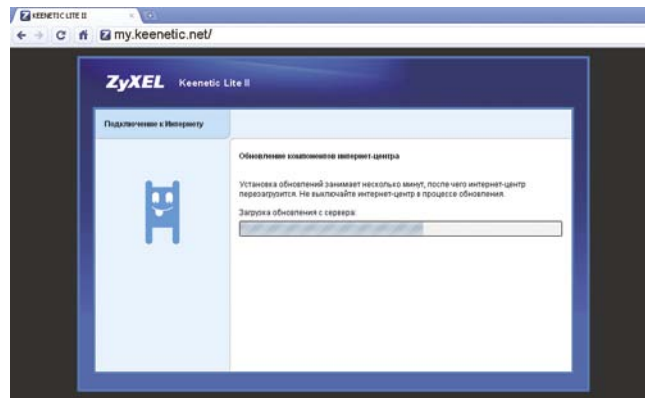 KEENETIC LITE II
my.keenetic.net/
ZyXEL Keenetic Lite II
Подключение к Интернету
Обновление компонентов интернет-центра
Установка обновлений занимает несколько минут, после чего интернет-центр
перезагрузится. Не выключайте интернет-центр в процессе обновления.
Загрузка обновления с сервера: